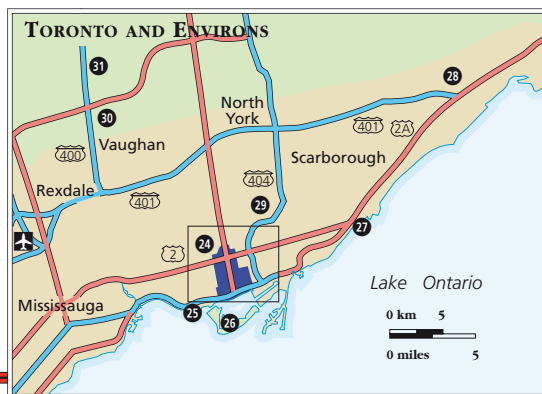 TORONTO AND ENVIRONS
31
28
30
North
York
400
Vaughan
401
2A
Scarborough
Rexdale
401
404
29
24
27
2
Lake Ontario
Mississauga
25
26
0 km 5
0 miles 5